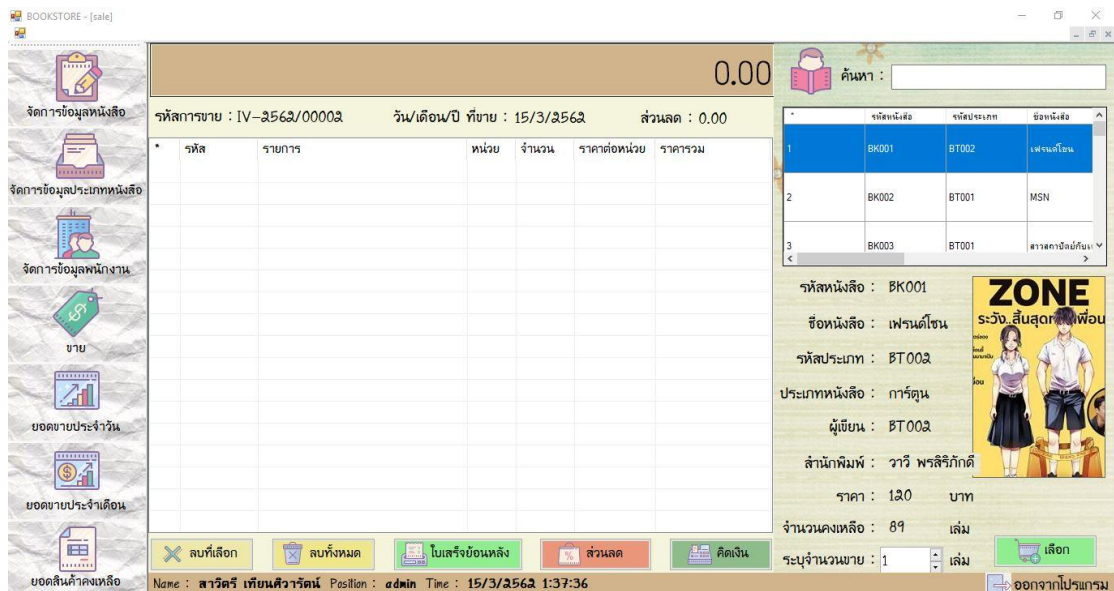 BOOKSTORE - [sale]
จัดการข้อมูลหนังสือ
จัดการข้อมูลประเภทหนังสือ
จัดการข้อมูลพนักงาน
ขาย
ยอดขายประจำวัน
ยอดขายประจำเดือน
ยอดสินค้าคงเหลือ
0.00
รหัสการขาย : IV-2562/00002 วัน/เดือน/ปี ที่ขาย : 15/3/2562 ส่วนลด : 0.00
* รหัส รายการ หน่วย จำนวน ราคาต่อหน่วย ราคารวม
ลบที่เลือก ลบทั้งหมด ใบเสร็จย้อนหลัง ส่วนลด คิดเงิน
ค้นหา :
* รหัสหนังสือ รหัสประเภท ชื่อหนังสือ
1 BK001 BT002 เฟรนด์โซน
2 BK002 BT001 MSN
3 BK003 BT001
รหัสหนังสือ : BK001
ชื่อหนังสือ : เฟรนด์โซน
รหัสประเภท : BT002
ประเภทหนังสือ : การ์ตูน
ผู้เขียน : BT002
สำนักพิมพ์ : วารี พรสิริภักดี
ราคา : 120 บาท
จำนวนคงเหลือ : 89 เล่ม
ระบุจำนวนขาย : 1 เล่ม
เลือก
ZONE
ระวัง..สิ้นสุดทางเพื่อน
Name : สาวิตรี เทียนศิวารัตน์ Position : admin Time : 15/3/2562 1:37:36
ออกจากโปรแกรม